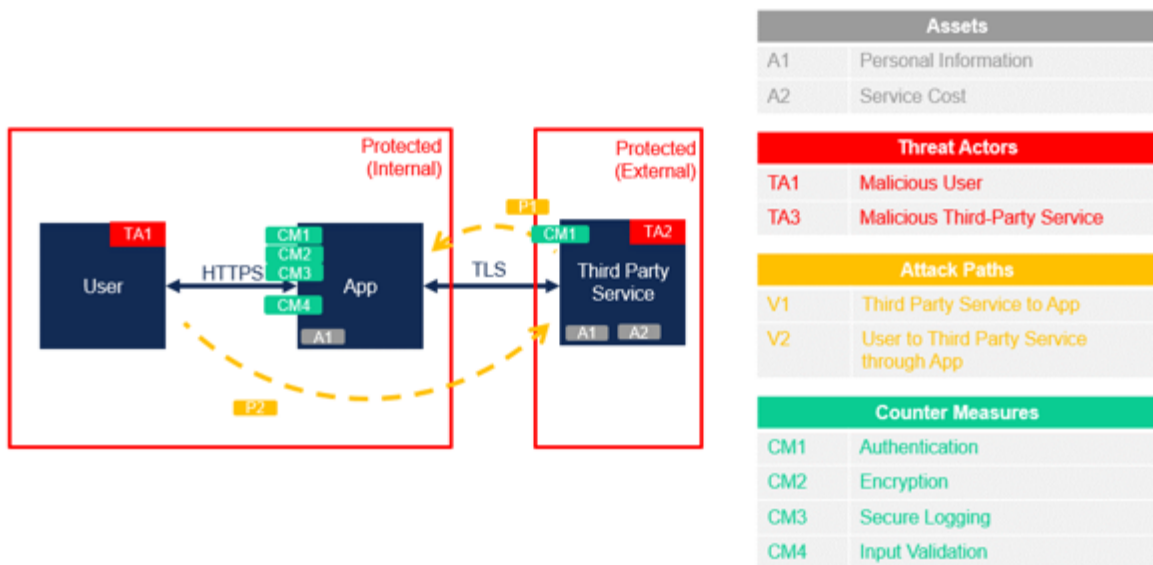 Protected
(Internal)
Protected
(External)
P1
TA1
CM1
CM2
CM3
CM4
CM1
TA2
User
HTTPS
App
TLS
Third Party
Service
A1
A1
A2
P2
Assets
A1 Personal Information
A2 Service Cost
Threat Actors
TA1 Malicious User
TA3 Malicious Third-Party Service
Attack Paths
V1 Third Party Service to App
V2 User to Third Party Service
through App
Counter Measures
CM1 Authentication
CM2 Encryption
CM3 Secure Logging
CM4 Input Validation